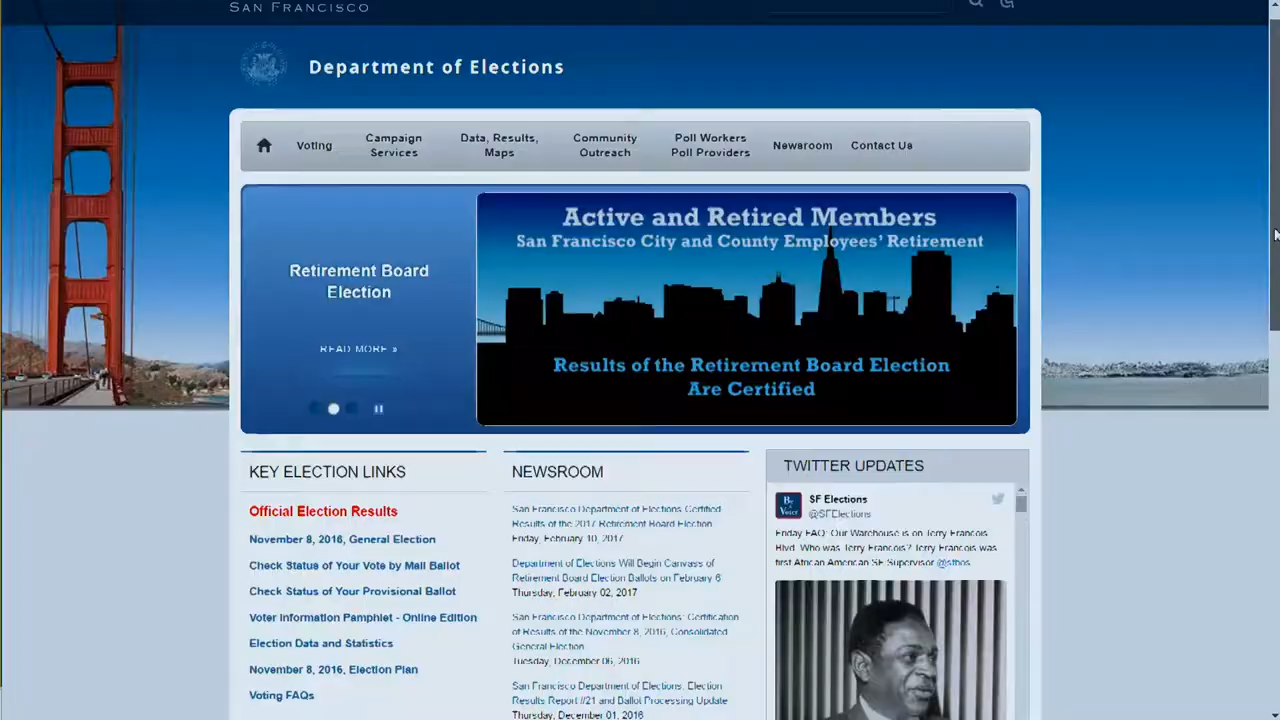 SAN FRANCISCO
Department of Elections
Voting
Campaign
Services
Data, Results,
Maps
Community
Outreach
Poll Workers
Poll Providers
Newsroom
Contact Us
Retirement Board
Election
READ MORE »
Active and Retired Members
San Francisco City and County Employees' Retirement
Results of the Retirement Board Election
Are Certified
KEY ELECTION LINKS
Official Election Results
November 8, 2016, General Election
Check Status of Your Vote by Mail Ballot
Check Status of Your Provisional Ballot
Voter Information Pamphlet - Online Edition
Election Data and Statistics
November 8, 2016, Election Plan
Voting FAQs
NEWSROOM
San Francisco Department of Elections Certified
Results of the 2017 Retirement Board Election
Friday, February 10, 2017
Department of Elections Will Begin Canvass of
Retirement Board Election Ballots on February 6
Thursday, February 02, 2017
San Francisco Department of Elections: Certification
of Results of the November 8, 2016, Consolidated
General Election
Tuesday, December 06, 2016
San Francisco Department of Elections: Election
Results Report #21 and Ballot Processing Update
Thursday, December 01, 2016
TWITTER UPDATES
Be a Voter
SF Elections
@SFElections
Friday FAQ: Our Warehouse is on Terry Francois
Blvd. Who was Terry Francois? Terry Francois was
first African American SF Supervisor @sfbos